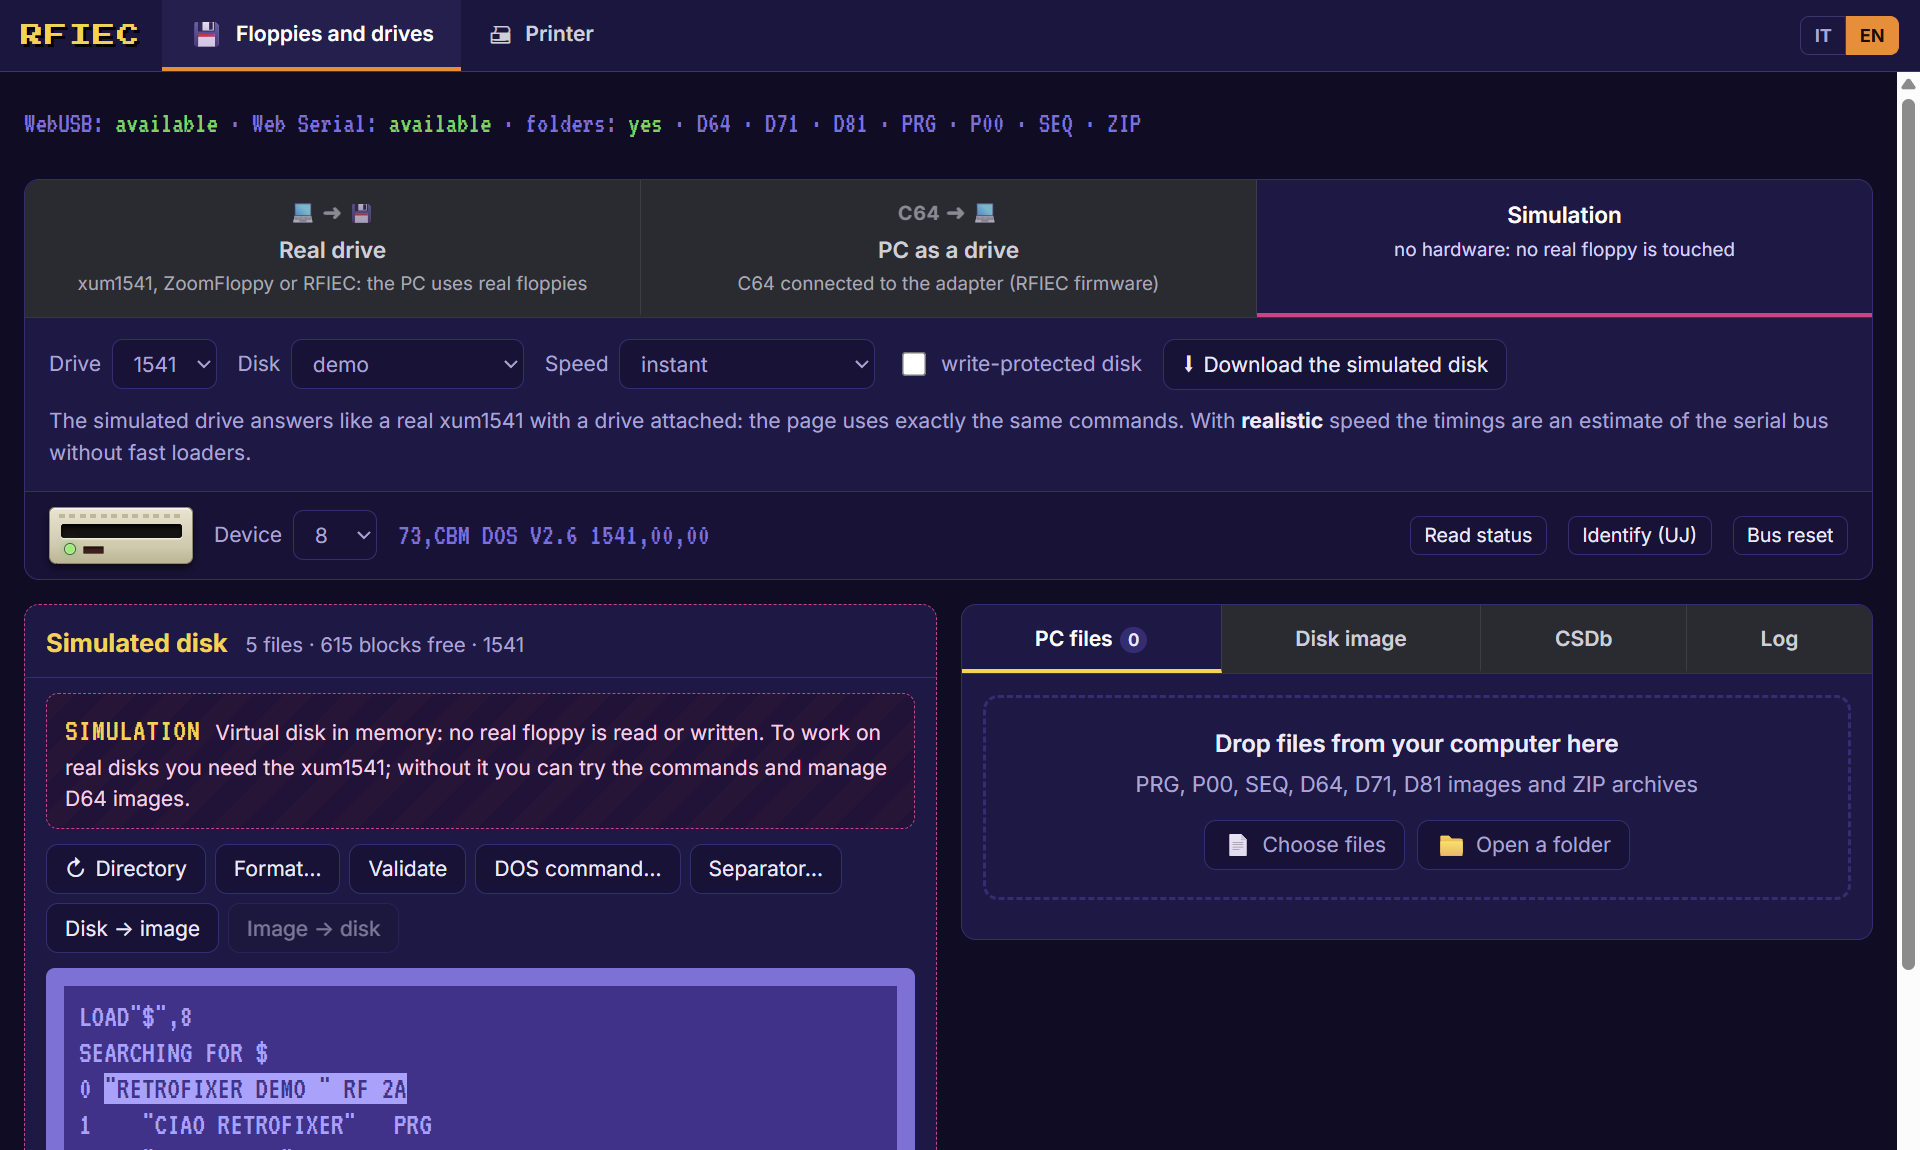 RFIEC
Floppies and drives
Printer
IT
EN
WebUSB: available · Web Serial: available · folders: yes · D64 · D71 · D81 · PRG · P00 · SEQ · ZIP
Real drive
xum1541, ZoomFloppy or RFIEC: the PC uses real floppies
C64 →
PC as a drive
C64 connected to the adapter (RFIEC firmware)
Simulation
no hardware: no real floppy is touched
Drive 1541 Disk demo Speed instant write-protected disk ⬇ Download the simulated disk
The simulated drive answers like a real xum1541 with a drive attached: the page uses exactly the same commands. With realistic speed the timings are an estimate of the serial bus
without fast loaders.
Device 8 73,CBM DOS V2.6 1541,00,00
Read status
Identify (UJ)
Bus reset
Simulated disk 5 files · 615 blocks free · 1541
SIMULATION Virtual disk in memory: no real floppy is read or written. To work on
real disks you need the xum1541; without it you can try the commands and manage
D64 images.
↻ Directory
Format...
Validate
DOS command...
Separator...
Disk → image
Image → disk
LOAD"$",8
SEARCHING FOR $
0 "RETROFIXER DEMO " RF 2A
1 "CIAO RETROFIXER" PRG
PC files 0
Disk image
CSDb
Log
Drop files from your computer here
PRG, P00, SEQ, D64, D71, D81 images and ZIP archives
Choose files
Open a folder